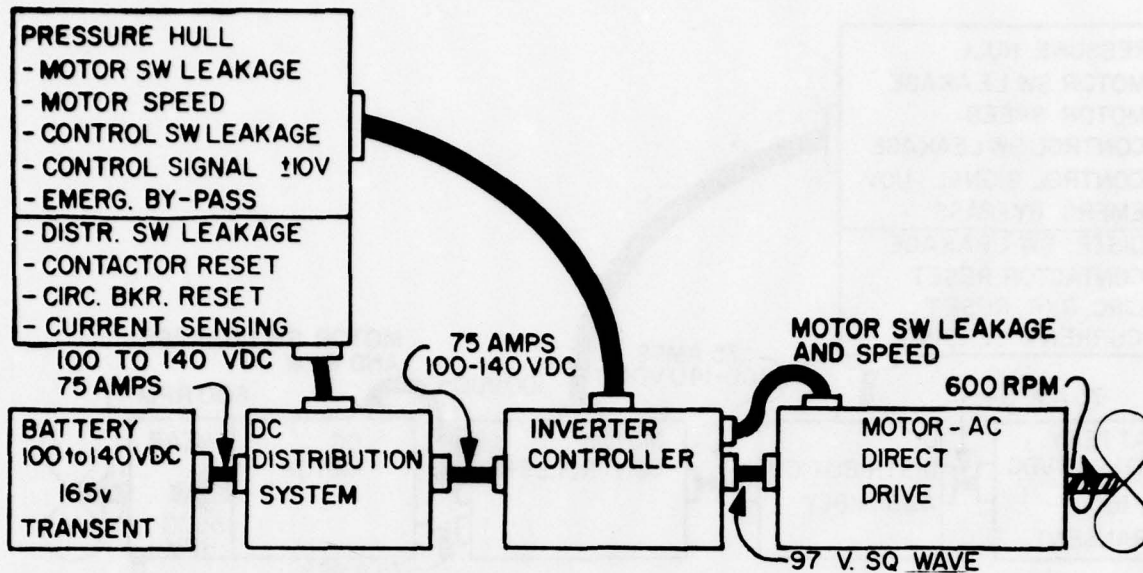 PRESSURE HULL
- MOTOR SW LEAKAGE
- MOTOR SPEED
- CONTROL SW LEAKAGE
- CONTROL SIGNAL ±10V
- EMERG. BY-PASS
- DISTR. SW LEAKAGE
- CONTACTOR RESET
- CIRC. BKR. RESET
- CURRENT SENSING
100 TO 140 VDC
75 AMPS
75 AMPS
100-140 VDC
MOTOR SW LEAKAGE
AND SPEED
600 RPM
BATTERY
100 to 140VDC
165v
TRANSENT
DC
DISTRIBUTION
SYSTEM
INVERTER
CONTROLLER
MOTOR-AC
DIRECT
DRIVE
97 V. SQ WAVE